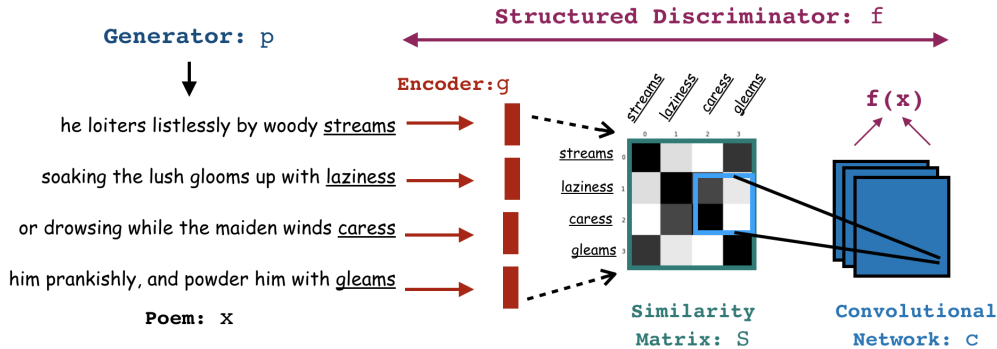 Structured Discriminator: f
Generator: p
Encoder:g
he loiters listlessly by woody streams
soaking the lush glooms up with laziness
or drowsing while the maiden winds caress
him prankishly, and powder him with gleams
Poem: x
streams laziness caress gleams
0 1 2 3
streams 0
laziness 1
caress 2
gleams 3
Similarity
Matrix: S
f(x)
Convolutional
Network: c